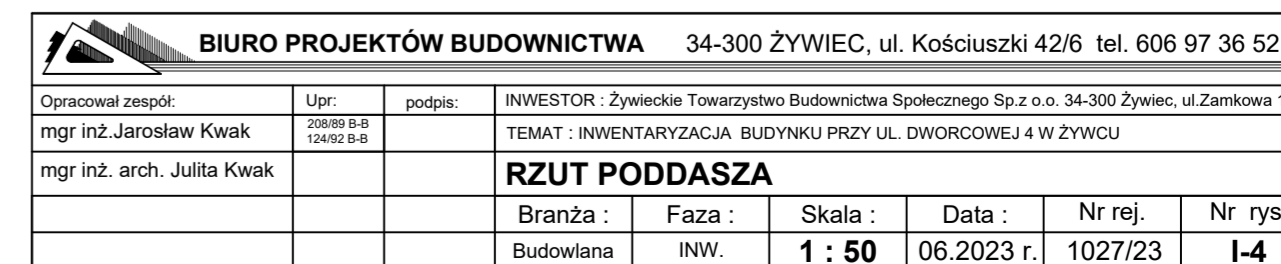 BIURO PROJEKTÓW BUDOWNICTWA 34-300 ŻYWIEC, ul. Kościuszki 42/6 tel. 606 97 36 52
Opracował zespół: Upr: podpis: INWESTOR : Żywieckie Towarzystwo Budownictwa Społecznego Sp.z o.o. 34-300 Żywiec, ul.Zamkowa
mgr inż.Jarosław Kwak 208/89 B-B
124/92 B-B
TEMAT : INWENTARYZACJA BUDYNKU PRZY UL. DWORCOWEJ 4 W ŻYWCU
mgr inż. arch. Julita Kwak RZUT PODDASZA
Branża : Faza : Skala : Data : Nr rej. Nr rys
Budowlana INW. 1 : 50 06.2023 r. 1027/23 I-4